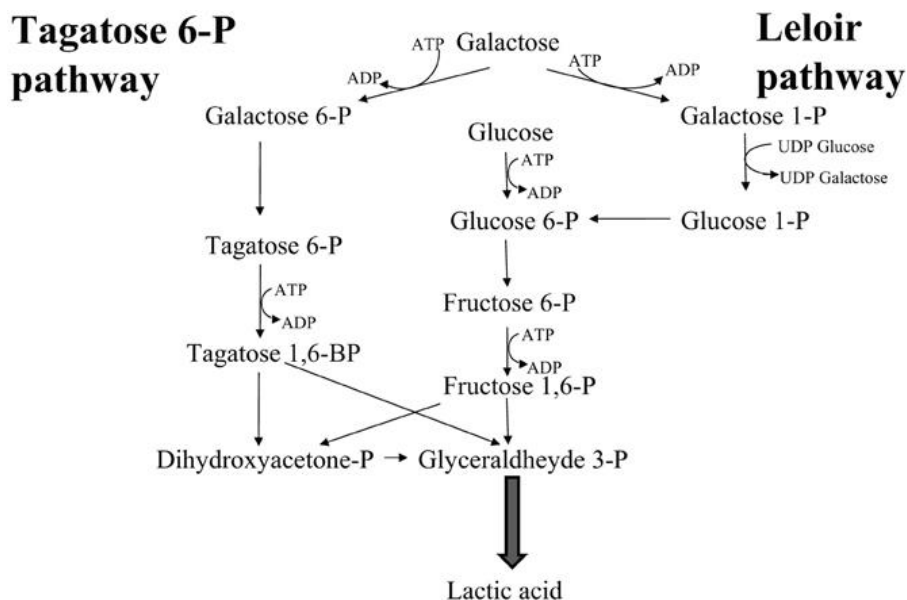 Tagatose 6-P
pathway
Leloir
pathway
Galactose
ATP
ADP
ATP
ADP
Galactose 6-P
Galactose 1-P
Glucose
UDP Glucose
UDP Galactose
ATP
ADP
Glucose 6-P
Glucose 1-P
Tagatose 6-P
ATP
ADP
Fructose 6-P
ATP
ADP
Tagatose 1,6-BP
Fructose 1,6-P
Dihydroxyacetone-P
Glyceraldheyde 3-P
Lactic acid